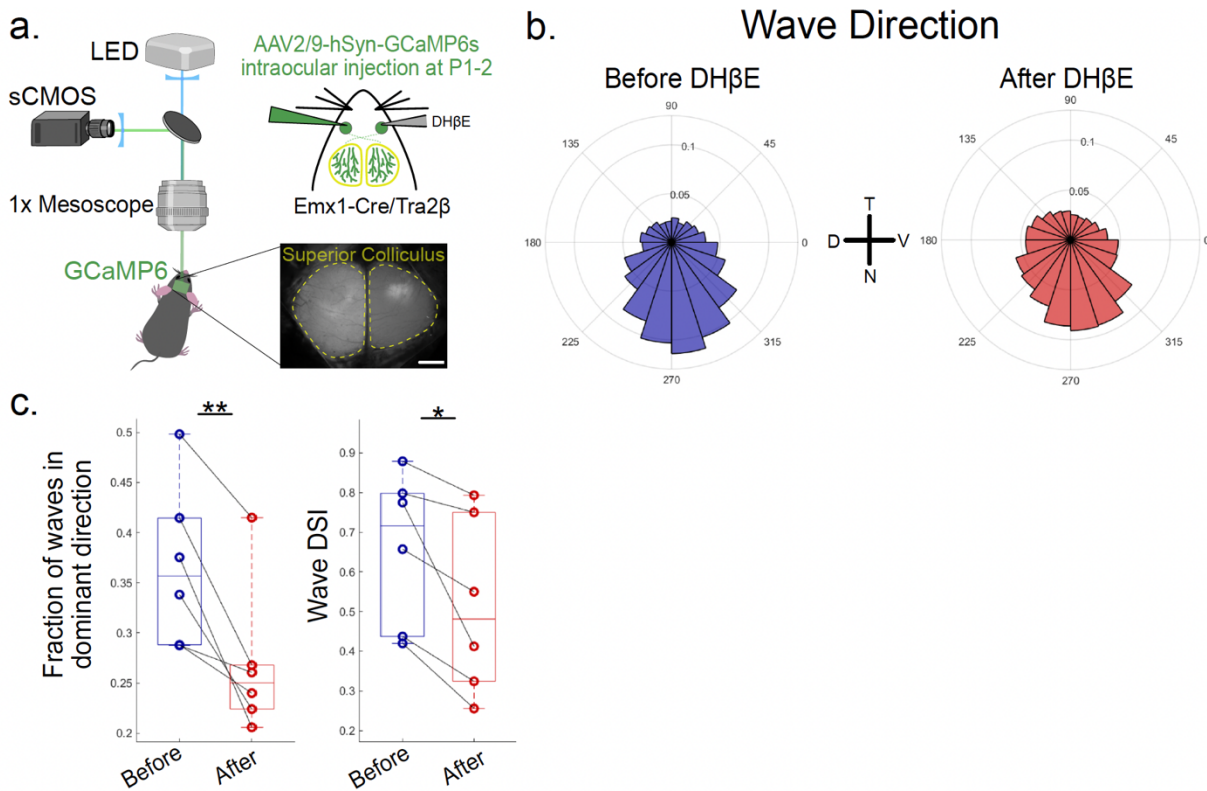 a.
LED
sCMOS
1x Mesoscope
GCaMP6
AAV2/9-hSyn-GCaMP6s
intraocular injection at P1-2
DHβE
Emx1-Cre/Tra2β
Superior Colliculus
b.
Wave Direction
Before DHβE
90
135
45
0.1
0.05
180
0
225
315
270
T
D
V
N
After DHβE
90
135
45
0.1
0.05
180
0
225
315
270
c.
**
Fraction of waves in
dominant direction
0.5
0.45
0.4
0.35
0.3
0.25
0.2
Before
After
*
Wave DSI
0.9
0.8
0.7
0.6
0.5
0.4
0.3
0.2
Before
After